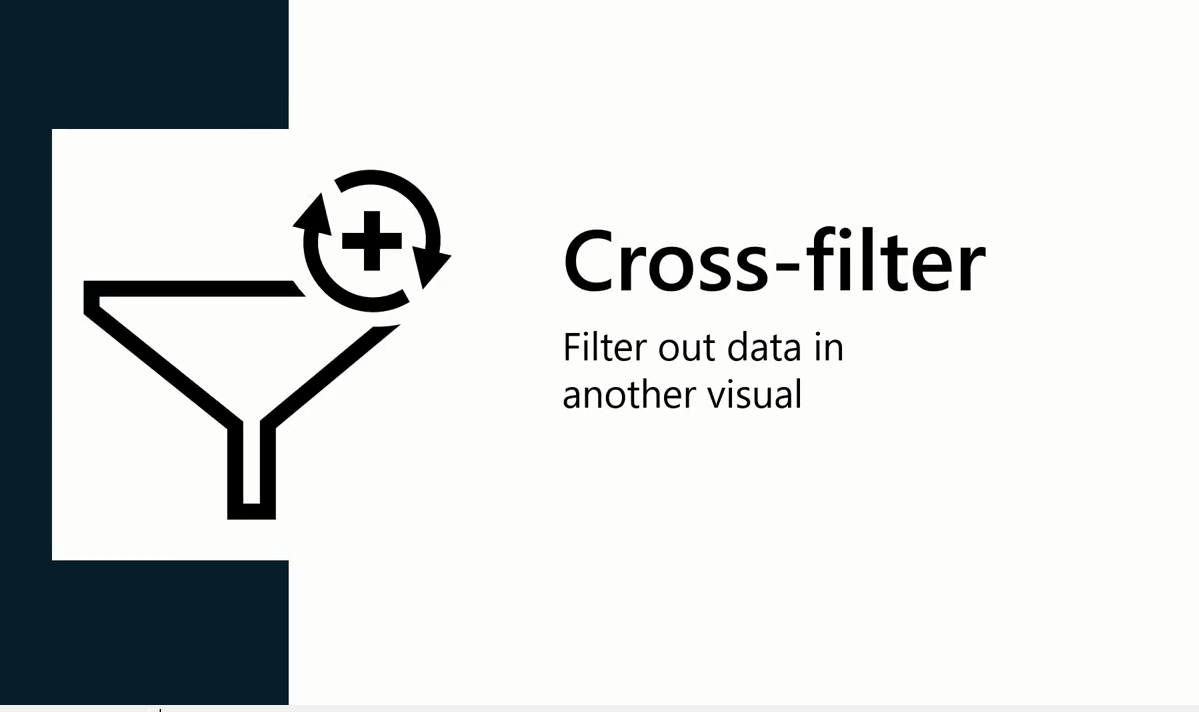 Cross-filter
Filter out data in
another visual